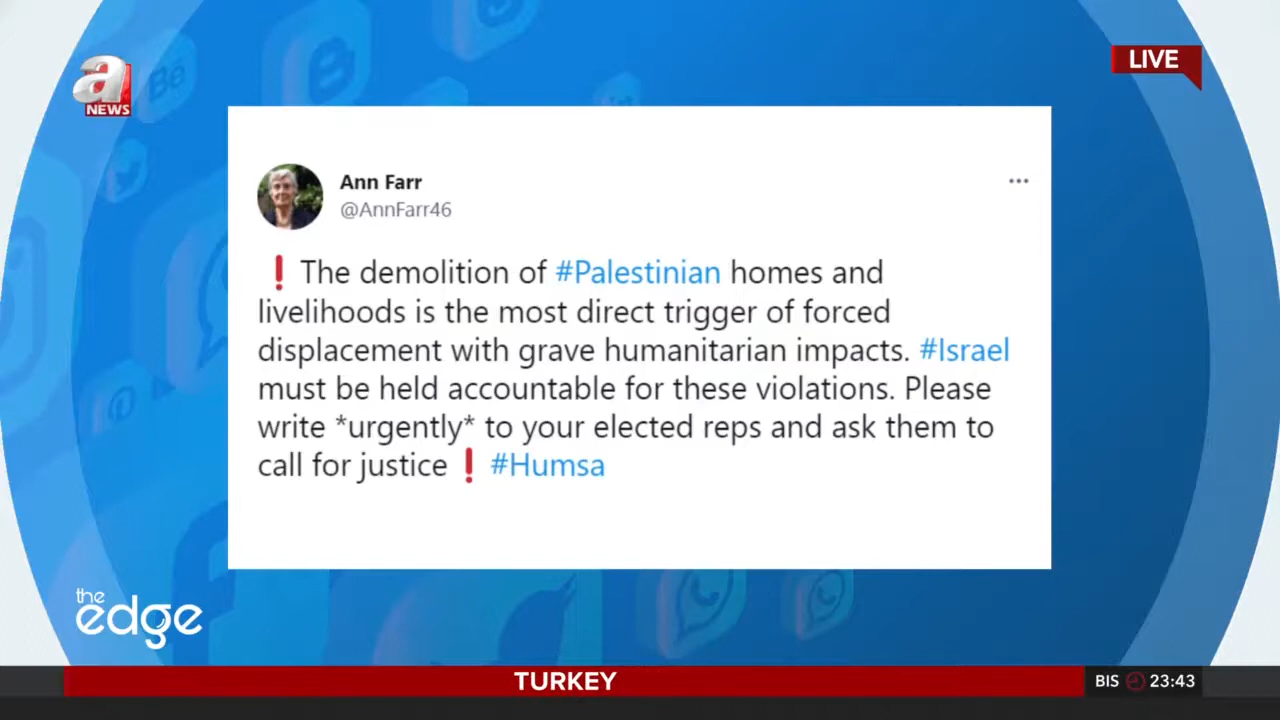 a
NEWS
LIVE
Ann Farr
@AnnFarr46
❗ The demolition of #Palestinian homes and
livelihoods is the most direct trigger of forced
displacement with grave humanitarian impacts. #Israel
must be held accountable for these violations. Please
write *urgently* to your elected reps and ask them to
call for justice ❗ #Humsa
the
edge
TURKEY
BIS 23:43